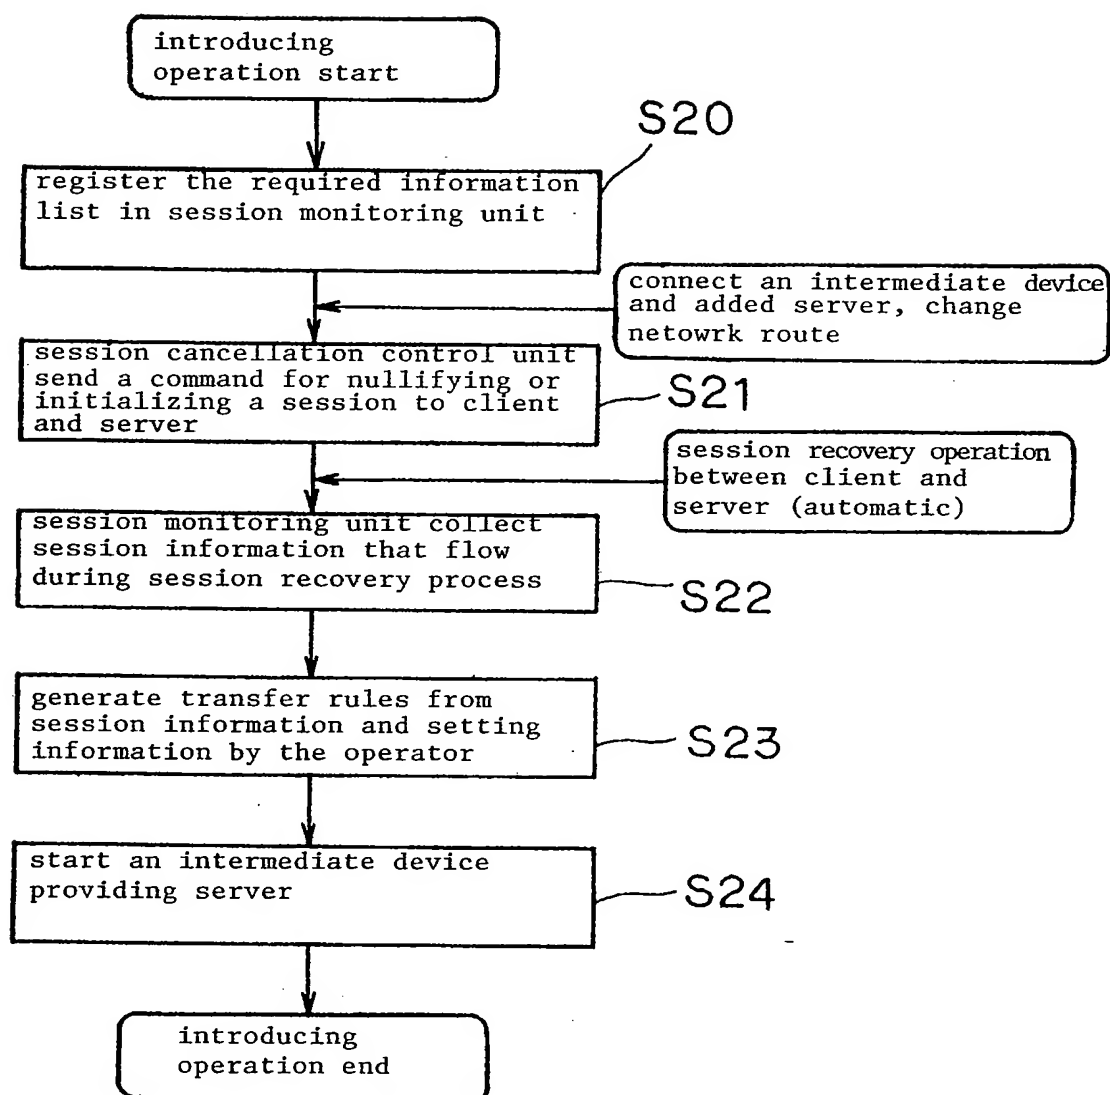 introducing
operation start
S20
register the required information
list in session monitoring unit
connect an intermediate device
and added server, change
netowrk route
session cancellation control unit
send a command for nullifying or
initializing a session to client
and server
S21
session recovery operation
between client and
server (automatic)
session monitoring unit collect
session information that flow
during session recovery process
S22
generate transfer rules from
session information and setting
information by the operator
S23
start an intermediate device
providing server
S24
introducing
operation end